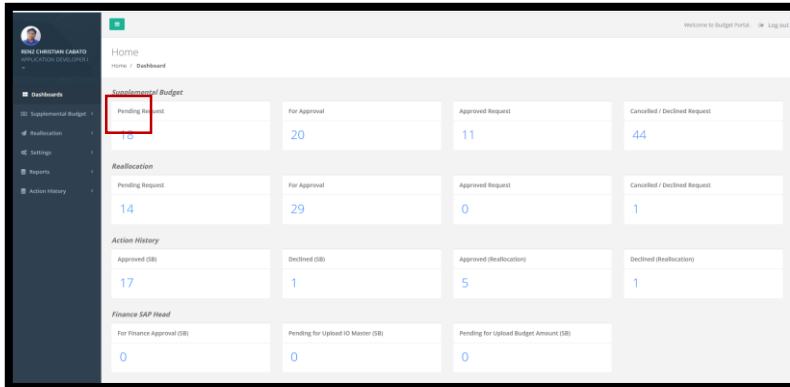 Welcome to Budget Portal. Log out
RENZ CHRISTIAN CABATO
APPLICATION DEVELOPER I
Home
Home / Dashboard
Dashboards
Supplemental Budget
Reallocation
Settings
Reports
Action History
Supplemental Budget
Pending Request For Approval Approved Request Cancelled / Declined Request
18 20 11 44
Reallocation
Pending Request For Approval Approved Request Cancelled / Declined Request
14 29 0 1
Action History
Approved (SB) Declined (SB) Approved (Reallocation) Declined (Reallocation)
17 1 5 1
Finance SAP Head
For Finance Approval (SB) Pending for Upload IO Master (SB) Pending for Upload Budget Amount (SB)
0 0 0